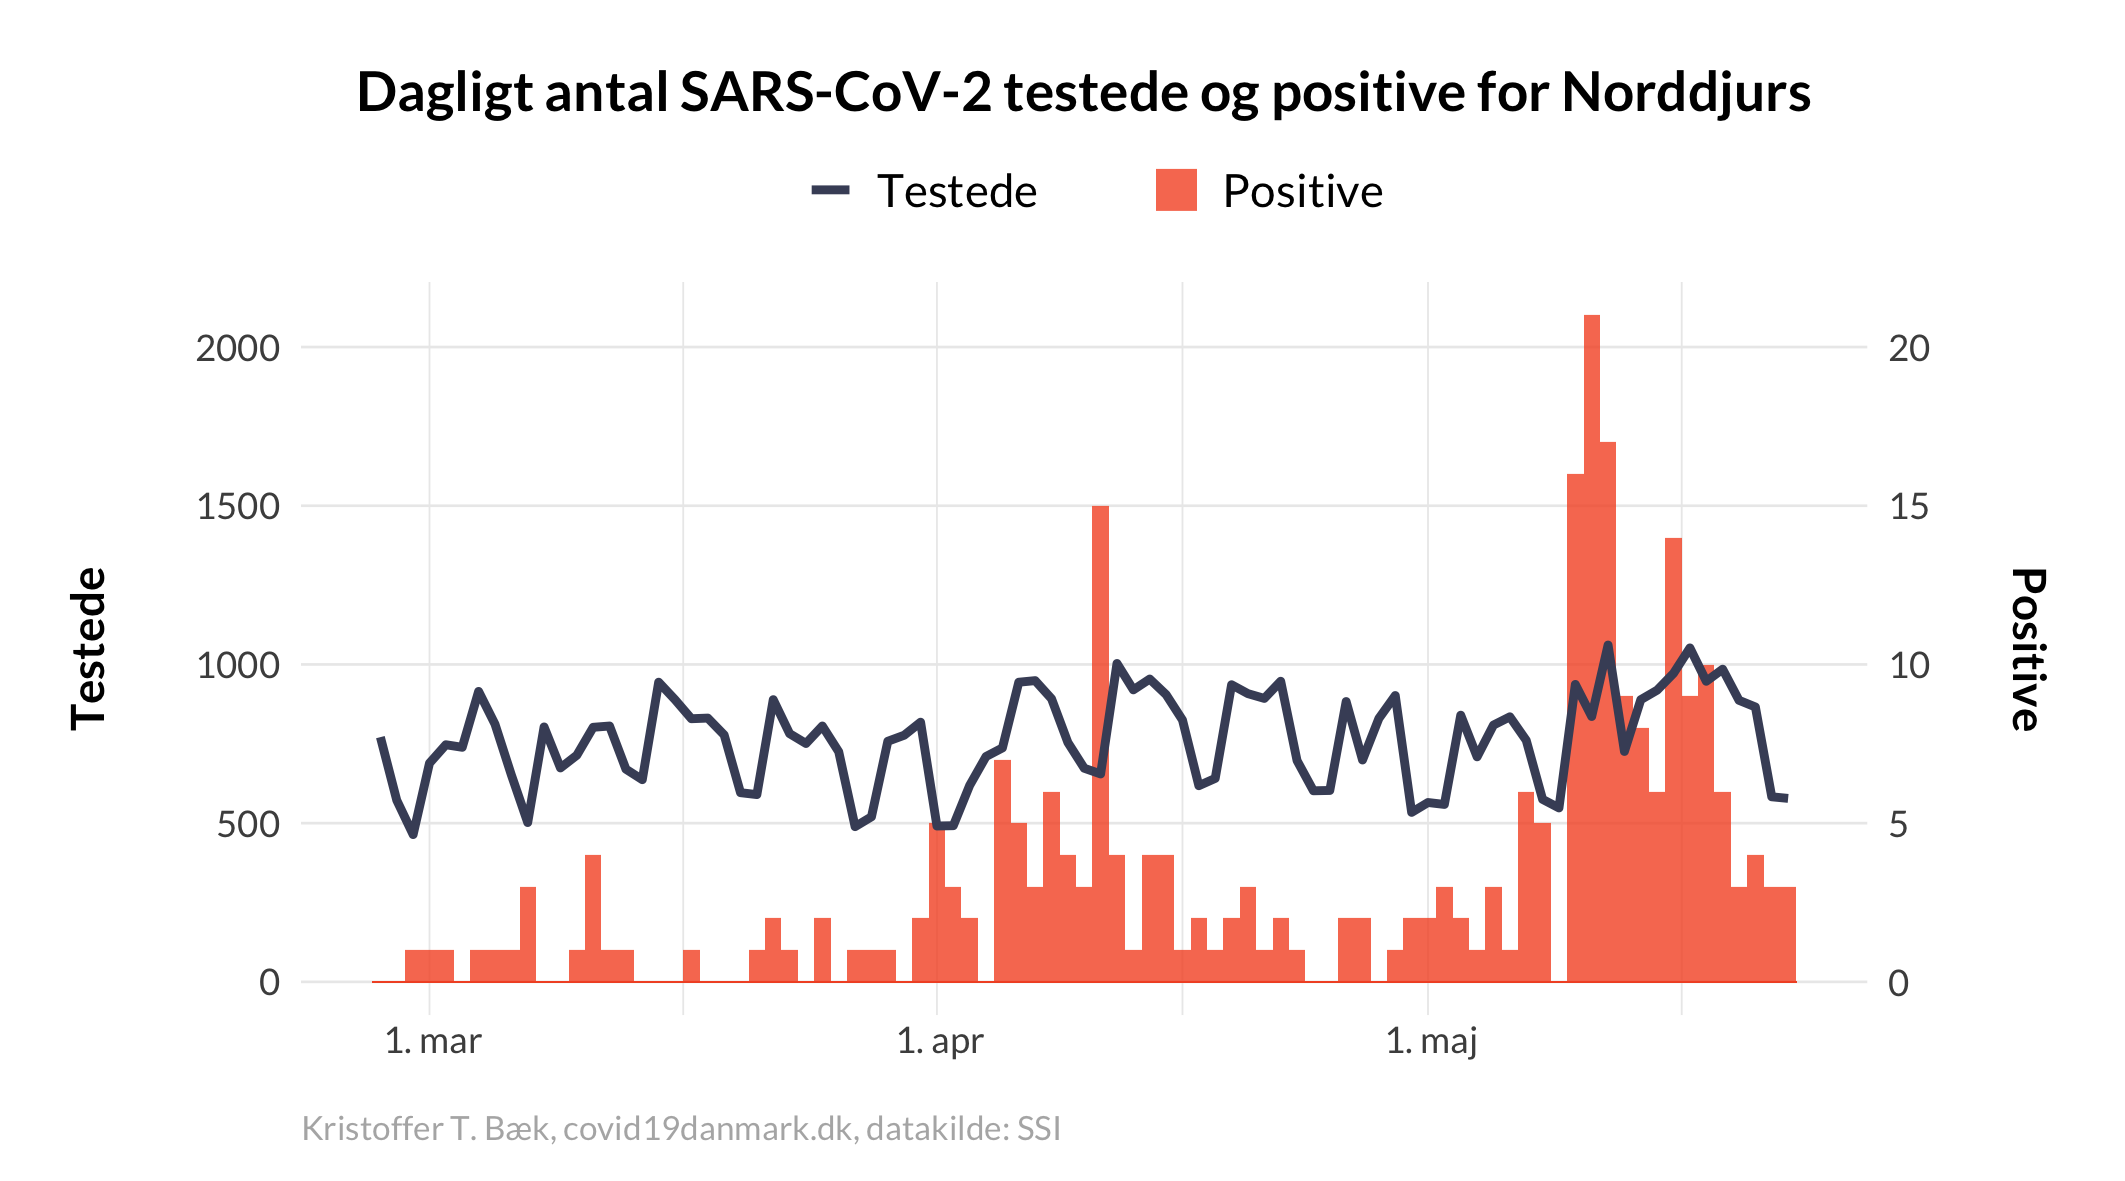 Dagligt antal SARS-CoV-2 testede og positive for Norddjurs
Testede
Positive
2000
1500
1000
500
0
Testede
20
15
10
5
0
Positive
1. mar
1. apr
1. maj
Kristoffer T. Bæk, covid19danmark.dk, datakilde: SSI